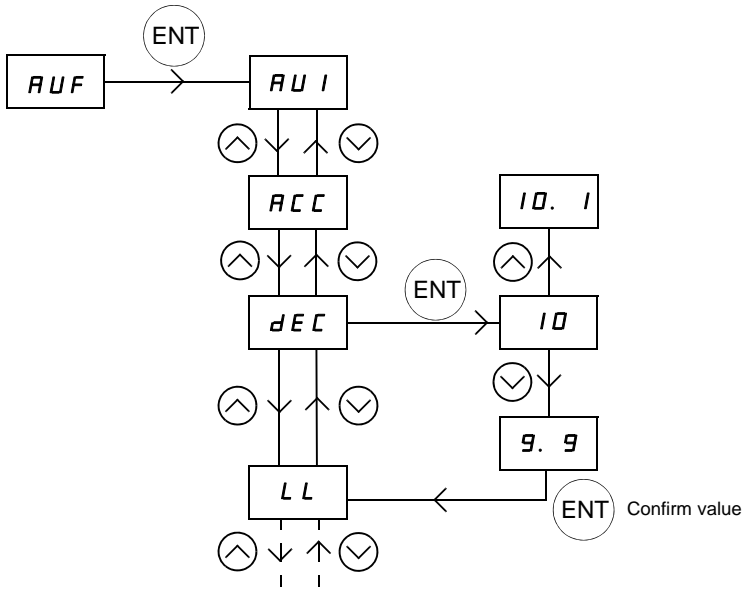 ENT
AUF
AU1
ACC
10. 1
ENT
dEC
10
9. 9
LL
ENT Confirm value